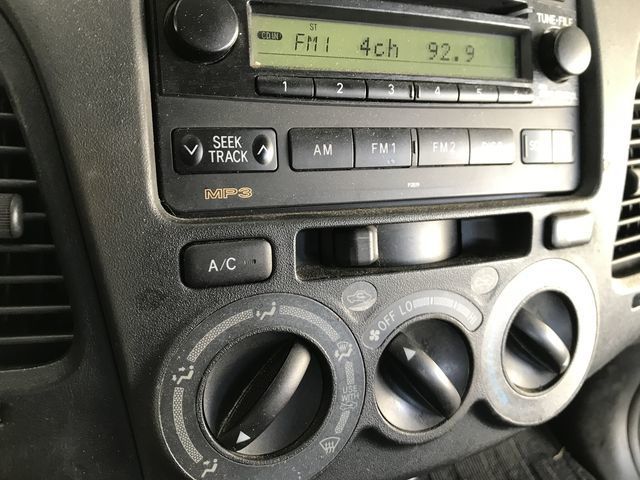 TUNE·FILE
ST
CD IN FM1 4ch 92.9
1 2 3 4 5 6
SEEK
TRACK
AM FM1 FM2 DISC
MP3
A/C
OFF LO